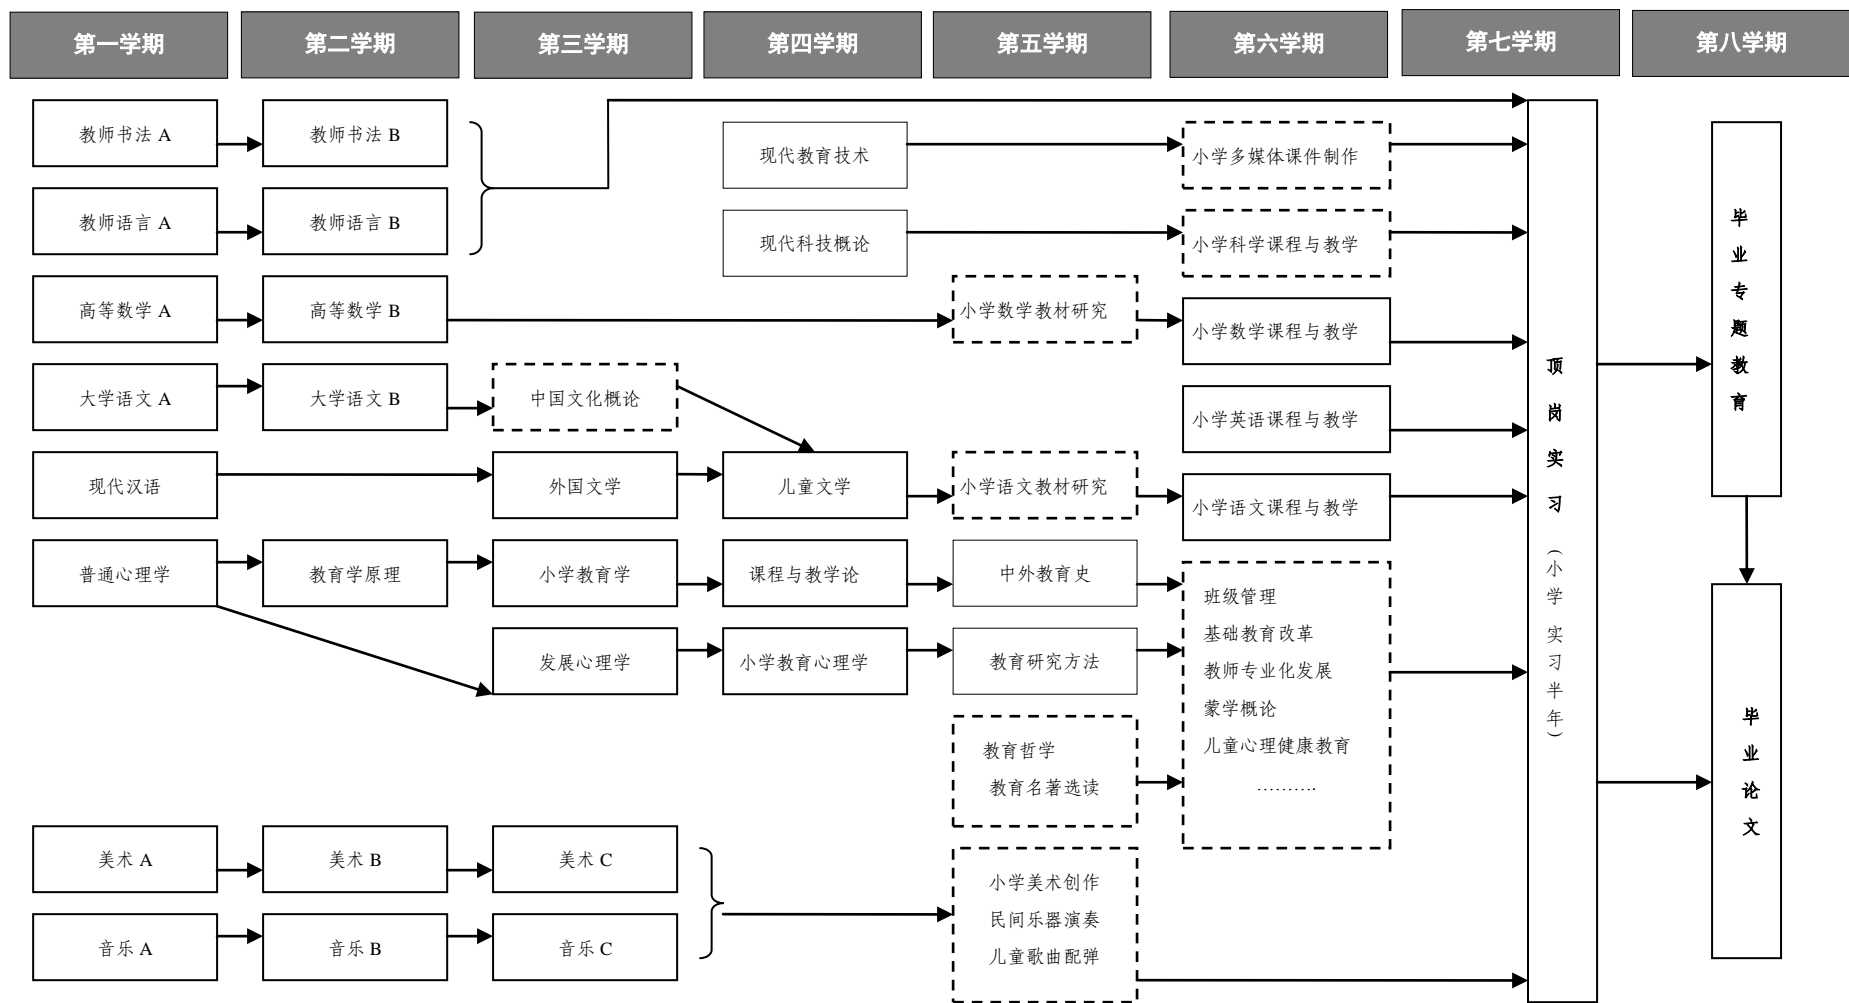 第一学期
第二学期
第三学期
第四学期
第五学期
第六学期
第七学期
第八学期
教师书法 A
教师书法 B
现代教育技术
小学多媒体课件制作
教师语言 A
教师语言 B
现代科技概论
小学科学课程与教学
高等数学 A
高等数学 B
小学数学教材研究
小学数学课程与教学
大学语文 A
大学语文 B
中国文化概论
小学英语课程与教学
现代汉语
外国文学
儿童文学
小学语文教材研究
小学语文课程与教学
普通心理学
教育学原理
小学教育学
课程与教学论
中外教育史
发展心理学
小学教育心理学
教育研究方法
班级管理
基础教育改革
教师专业化发展
蒙学概论
儿童心理健康教育
……….
教育哲学
教育名著选读
美术 A
美术 B
美术 C
音乐 A
音乐 B
音乐 C
小学美术创作
民间乐器演奏
儿童歌曲配弹
顶岗实习（小学实习半年）
毕业专题教育
毕业论文